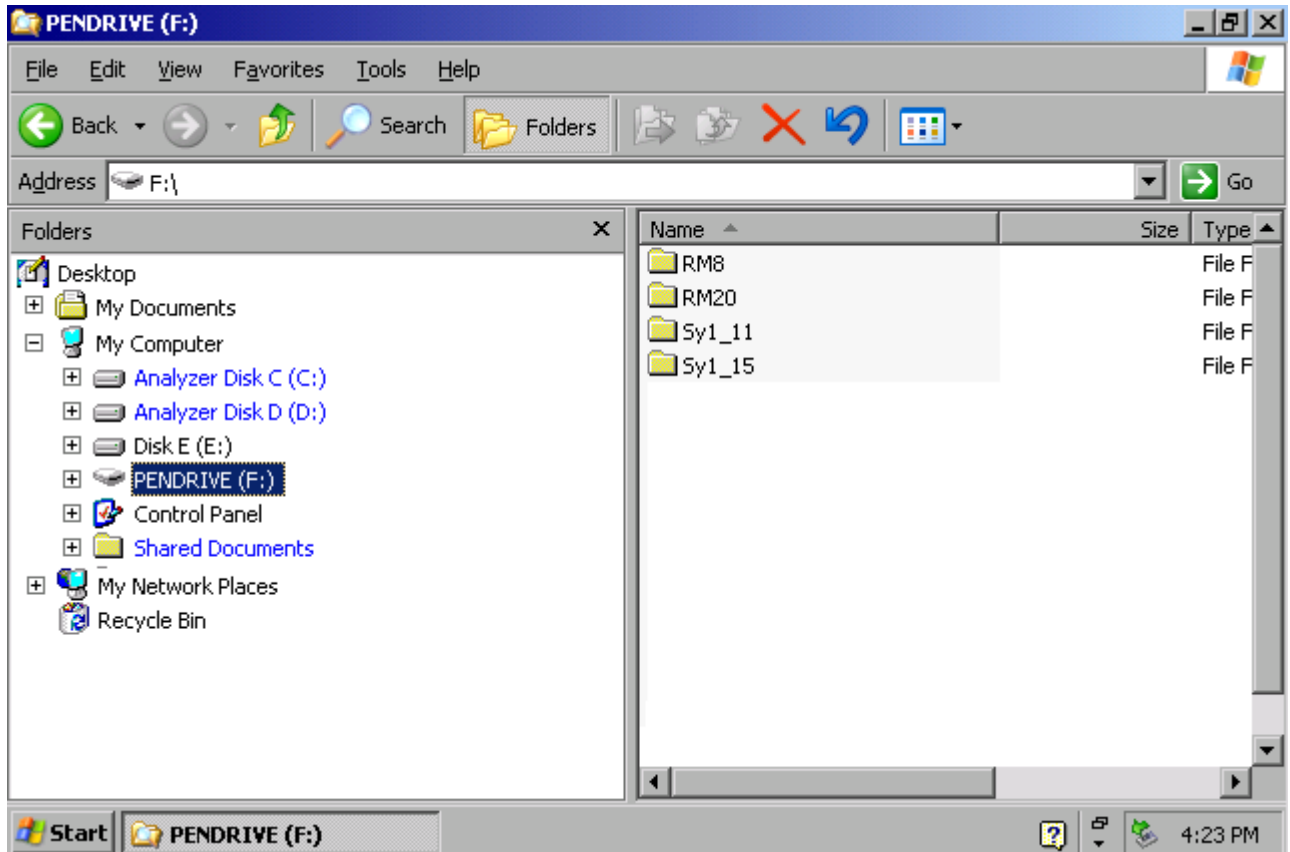 PENDRIVE (F:)
File Edit View Favorites Tools Help
Back Search Folders
Address F:\ Go
Folders
Desktop
My Documents
My Computer
Analyzer Disk C (C:)
Analyzer Disk D (D:)
Disk E (E:)
PENDRIVE (F:)
Control Panel
Shared Documents
My Network Places
Recycle Bin
Name Size Type
RM8 File F
RM20 File F
Sy1_11 File F
Sy1_15 File F
Start PENDRIVE (F:) 4:23 PM